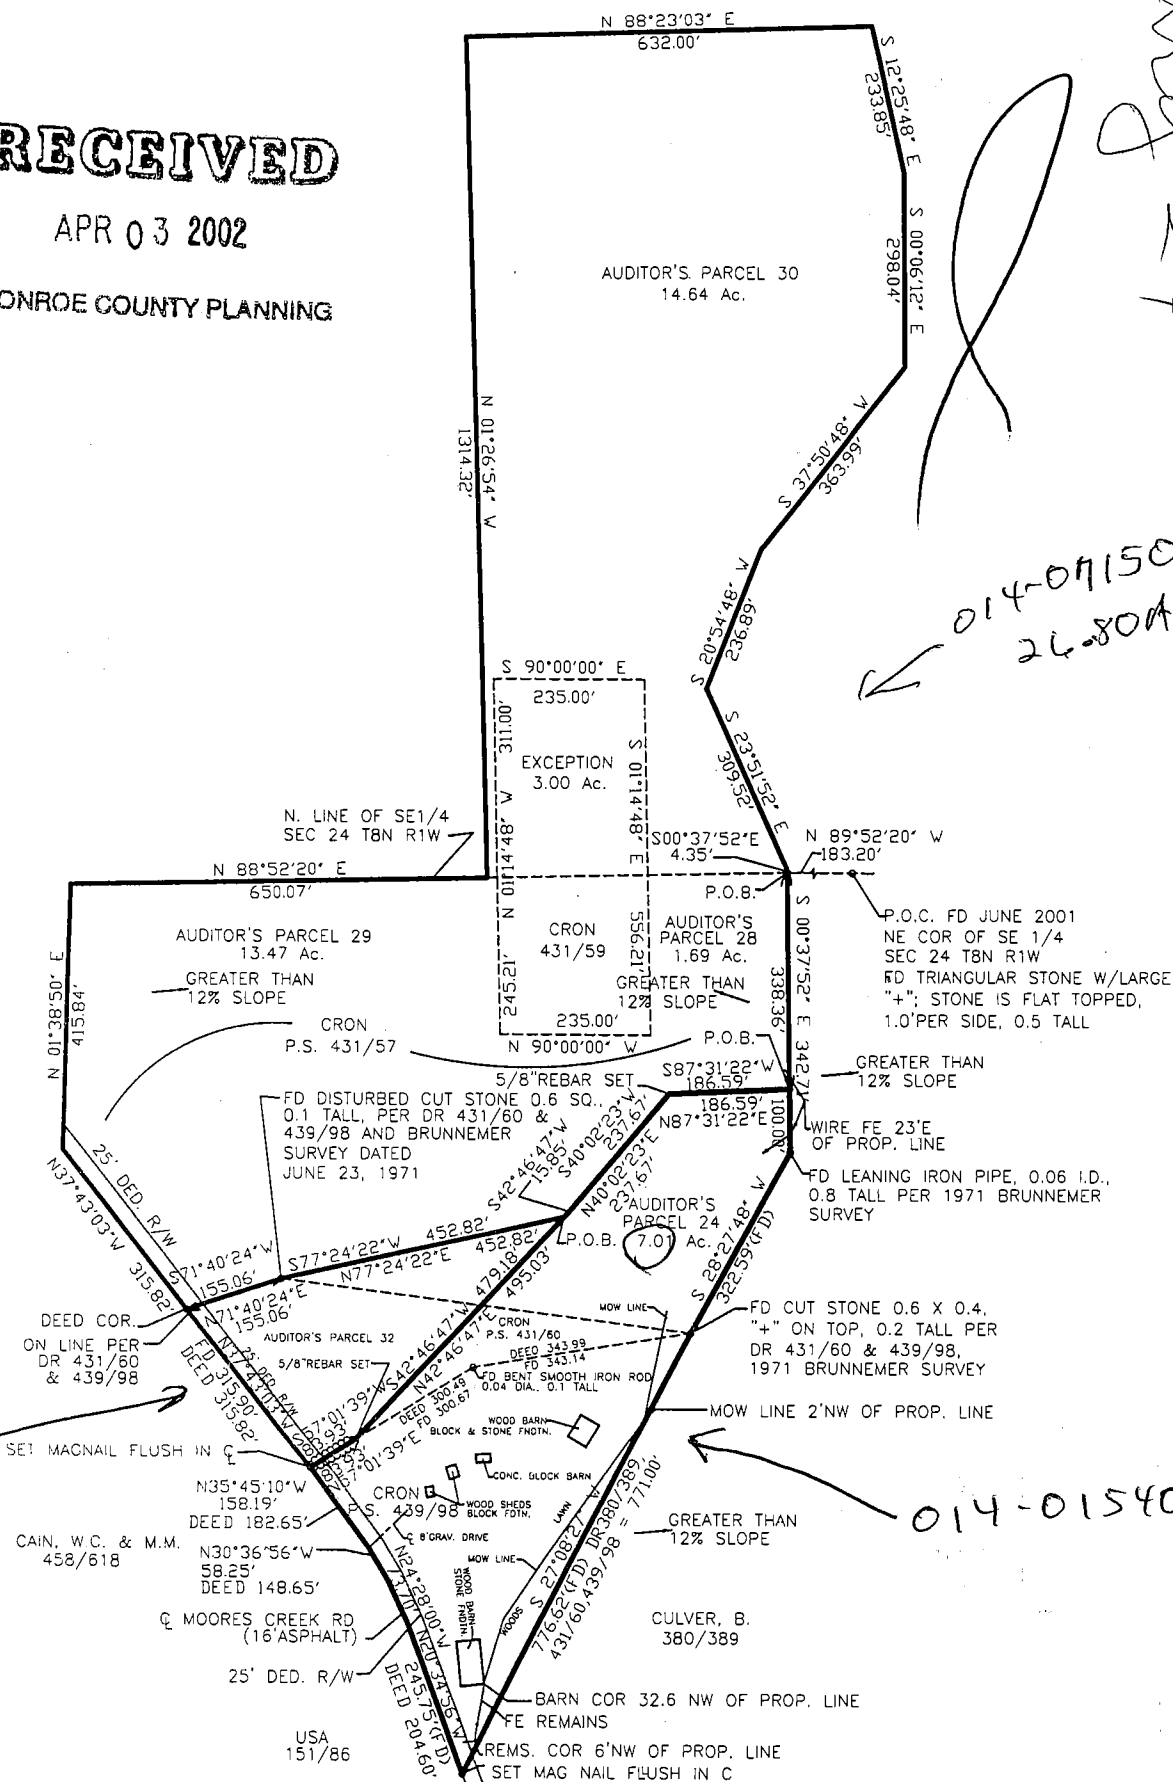 N 88°23'03" E
632.00'
S 12°25'48" E
233.85'
RECEIVED
APR 03 2002
ONROE COUNTY PLANNING
S 00°06'12" E
298.04'
AUDITOR'S PARCEL 30
14.64 Ac.
N 01°26'54" W
1314.32'
S 37°50'48" W
363.99'
014-07150
26.80A
S 20°54'48" W
236.89'
S 90°00'00" E
235.00'
311.00'
EXCEPTION
3.00 Ac.
S 01°14'48" E
556.21'
N 01°14'48" W
245.21'
S 23°51'52" E
309.52'
N. LINE OF SE1/4
SEC 24 T8N R1W
S00°37'52"E
4.35'
N 89°52'20" W
183.20'
N 88°52'20" E
650.07'
P.O.B.
P.O.C. FD JUNE 2001
NE COR OF SE 1/4
SEC 24 T8N R1W
FD TRIANGULAR STONE W/LARGE
"+"; STONE IS FLAT TOPPED,
1.0'PER SIDE, 0.5 TALL
AUDITOR'S PARCEL 29
13.47 Ac.
GREATER THAN
12% SLOPE
CRON
431/59
AUDITOR'S
PARCEL 28
1.69 Ac.
GREATER THAN
12% SLOPE
S 00°37'52" E 342.71'
338.36'
N 01°38'50" E
415.84'
CRON
P.S. 431/57
235.00'
N 90°00'00" W
P.O.B.
GREATER THAN
12% SLOPE
5/8"REBAR SET
S87°31'22"W
186.59'
186.59'
N87°31'22"E
100.00'
FD DISTURBED CUT STONE 0.6 SQ.,
0.1 TALL, PER DR 431/60 &
439/98 AND BRUNNEMER
SURVEY DATED
JUNE 23, 1971
WIRE FE 23'E
OF PROP. LINE
FD LEANING IRON PIPE, 0.06 I.D.,
0.8 TALL PER 1971 BRUNNEMER
SURVEY
25' DED. R/W
N37°43'03"W
315.82'
S42°46'47"W
15.85'
S40°02'23"W
237.67'
N40°02'23"E
237.67'
AUDITOR'S
PARCEL 24
7.01 Ac.
P.O.B.
S 28°27'48" W
322.59'(FD)
S77°24'22"W 452.82'
N77°24'22"E 452.82'
S71°40'24"W
155.06'
N71°40'24"E
155.06'
DEED COR.
ON LINE PER
DR 431/60
& 439/98
AUDITOR'S PARCEL 32
5/8"REBAR SET
S42°46'47"W 479.18'
N42°46'47"E 495.03'
CRON
P.S. 431/60
DEED 343.99
FD 343.14
MOW LINE
FD CUT STONE 0.6 X 0.4,
"+" ON TOP, 0.2 TALL PER
DR 431/60 & 439/98,
1971 BRUNNEMER SURVEY
FD BENT SMOOTH IRON ROD
0.04 DIA., 0.1 TALL
DEED 300.49
FD 300.67
N37°43'03"W
25' DED. R/W
FD 315.90'
DEED 315.82'
S57°01'39"W
N57°01'39"E
WOOD BARN
BLOCK & STONE FNDTN.
MOW LINE 2'NW OF PROP. LINE
SET MAGNAIL FLUSH IN ℄
CONC. BLOCK BARN
N35°45'10"W
158.19'
DEED 182.65'
CRON
P.S. 439/98
WOOD SHEDS
BLOCK FDTN.
014-0154
CAIN, W.C. & M.M.
458/618
N30°36'56"W
58.25'
DEED 148.65'
℄ 8'GRAV. DRIVE
GREATER THAN
12% SLOPE
LAWN
WOODS
MOW LINE
S 27°08'27" W
776.62'(FD) DR380/389,
431/60,439/98 = 771.00'
℄ MOORES CREEK RD
(16'ASPHALT)
N24°28'00"W
73.70'
WOOD BARN
STONE FNDTN.
CULVER, B.
380/389
25' DED. R/W
N20°34'56"W
245.75'(FD)
DEED 204.60'
BARN COR 32.6 NW OF PROP. LINE
FE REMAINS
USA
151/86
REMS. COR 6'NW OF PROP. LINE
SET MAG NAIL FLUSH IN C